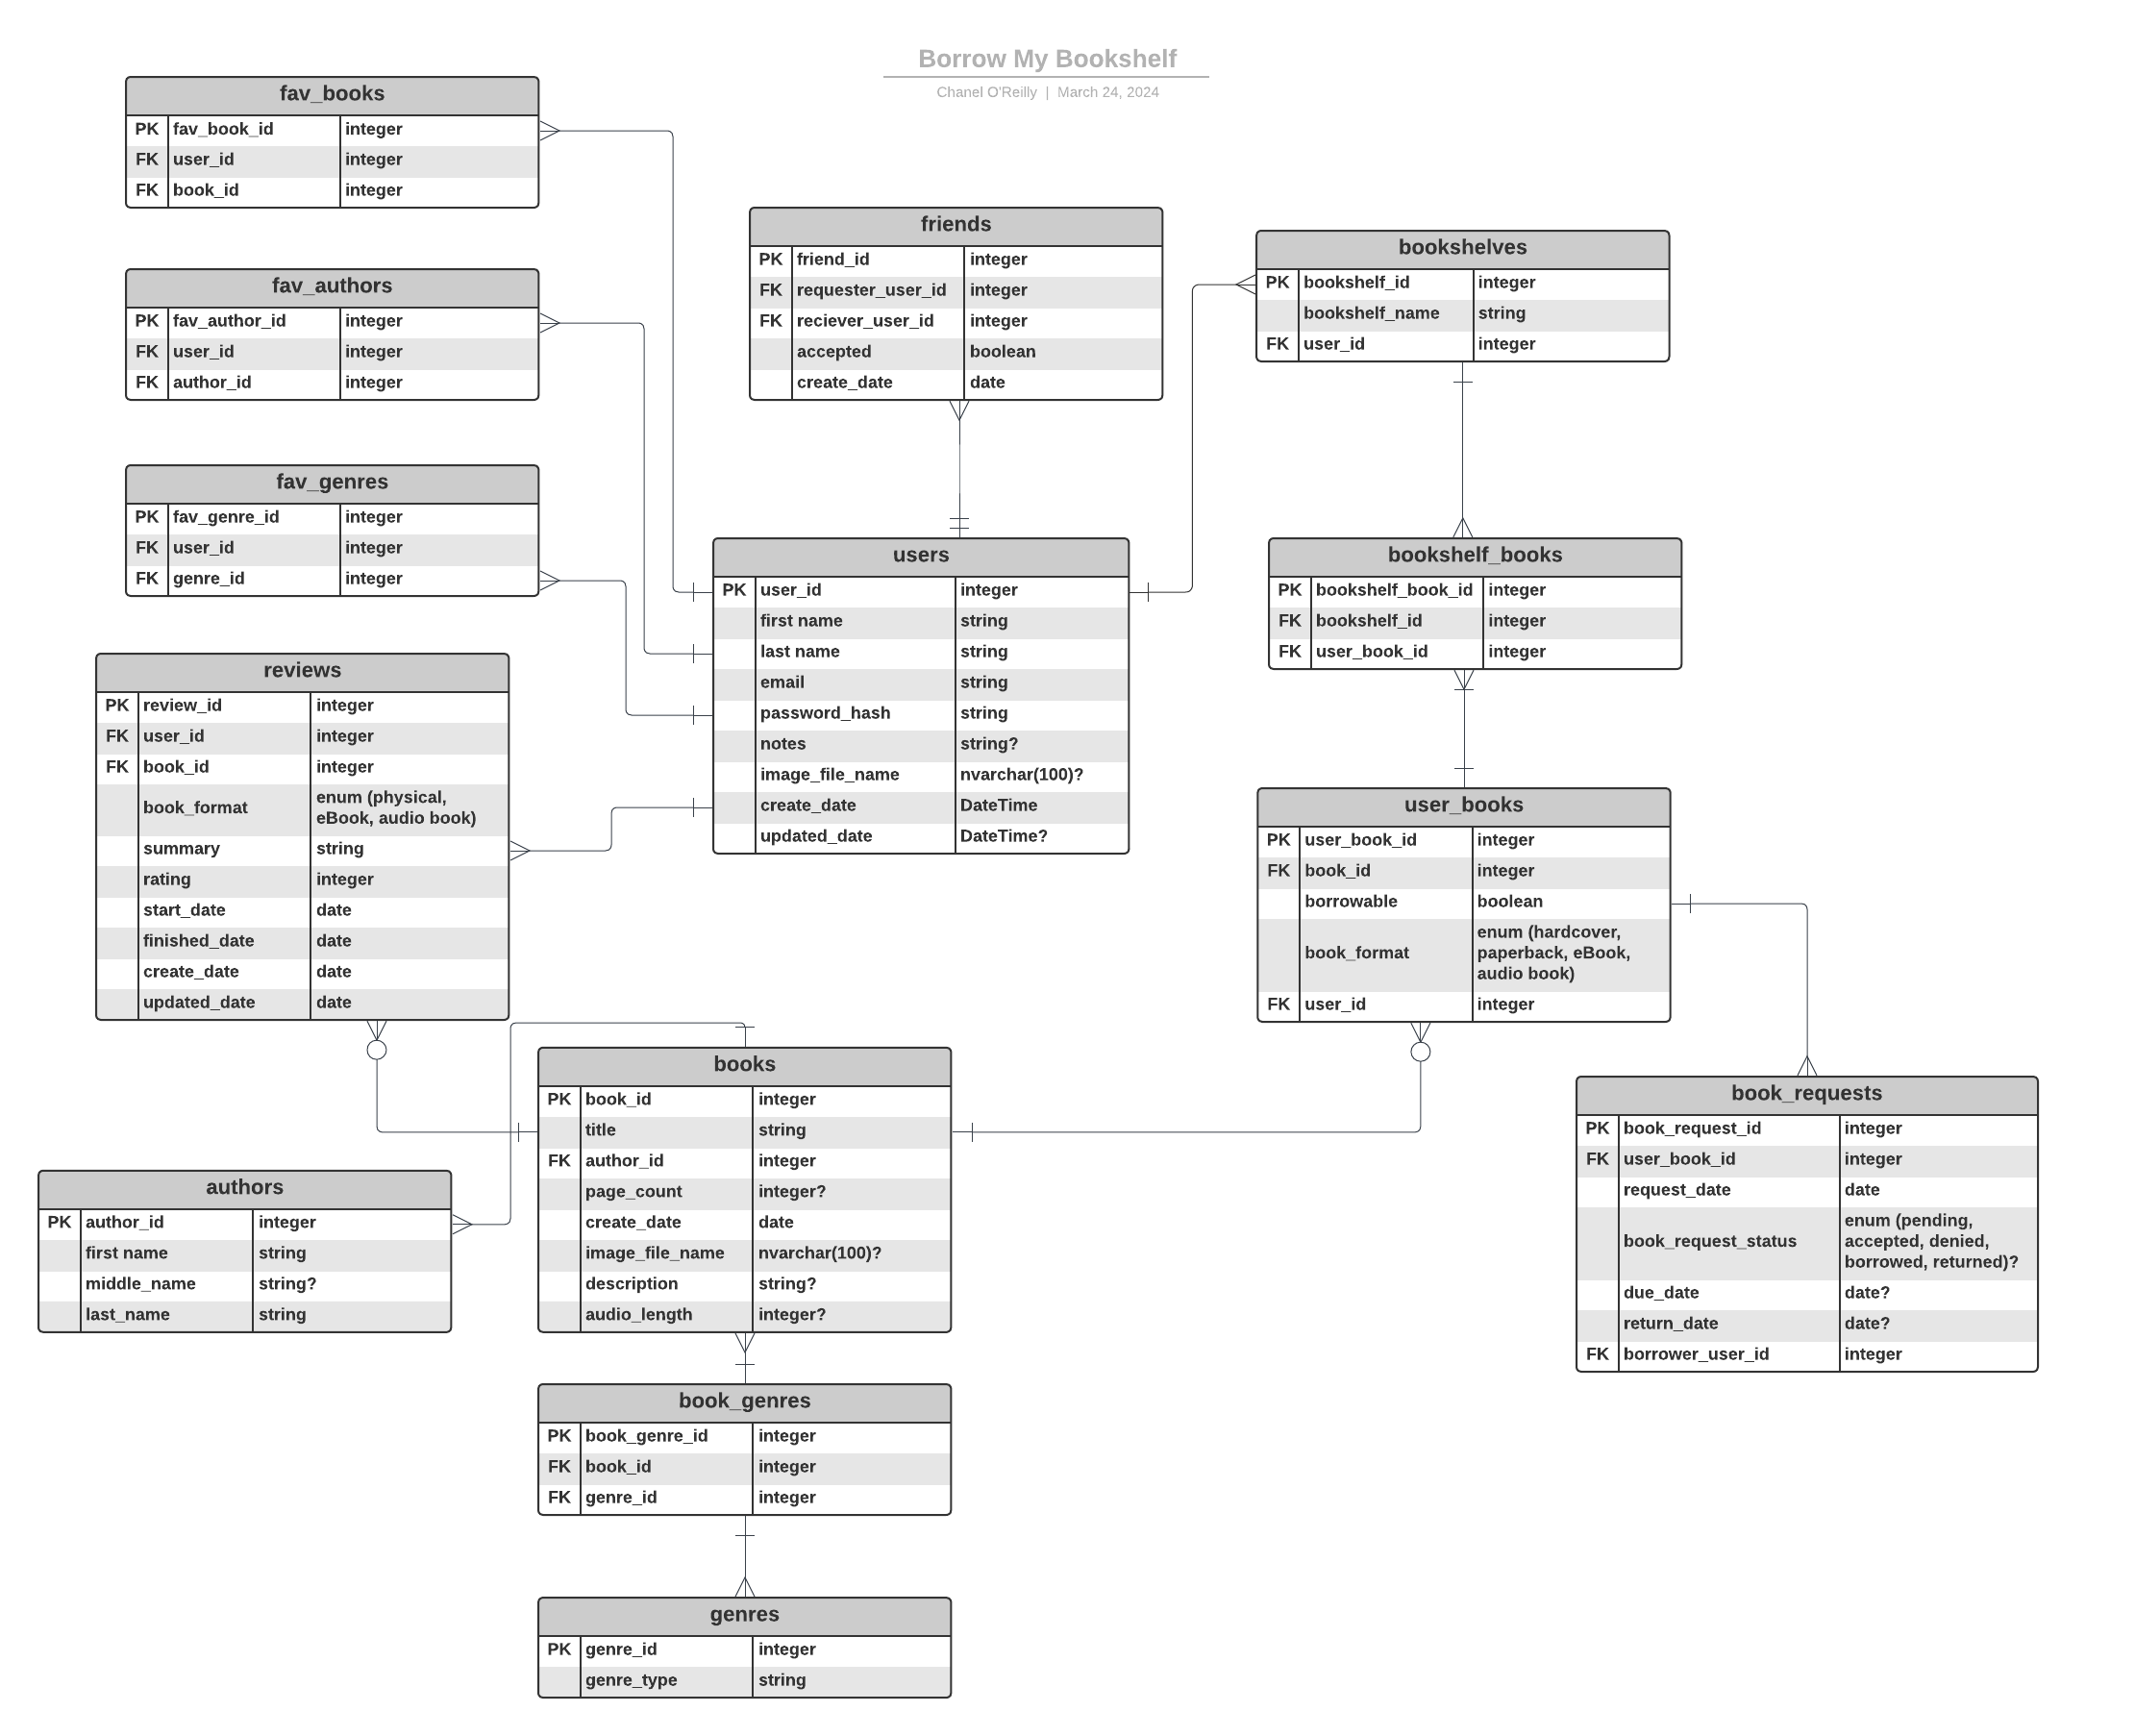 Borrow My Bookshelf
Chanel O'Reilly | March 24, 2024
fav_books
PK fav_book_id integer
FK user_id integer
FK book_id integer
fav_authors
PK fav_author_id integer
FK user_id integer
FK author_id integer
fav_genres
PK fav_genre_id integer
FK user_id integer
FK genre_id integer
friends
PK friend_id integer
FK requester_user_id integer
FK reciever_user_id integer
accepted boolean
create_date date
bookshelves
PK bookshelf_id integer
bookshelf_name string
FK user_id integer
users
PK user_id integer
first name string
last name string
email string
password_hash string
notes string?
image_file_name nvarchar(100)?
create_date DateTime
updated_date DateTime?
bookshelf_books
PK bookshelf_book_id integer
FK bookshelf_id integer
FK user_book_id integer
reviews
PK review_id integer
FK user_id integer
FK book_id integer
book_format enum (physical,
eBook, audio book)
summary string
rating integer
start_date date
finished_date date
create_date date
updated_date date
user_books
PK user_book_id integer
FK book_id integer
borrowable boolean
book_format enum (hardcover,
paperback, eBook,
audio book)
FK user_id integer
books
PK book_id integer
title string
FK author_id integer
page_count integer?
create_date date
image_file_name nvarchar(100)?
description string?
audio_length integer?
authors
PK author_id integer
first name string
middle_name string?
last_name string
book_requests
PK book_request_id integer
FK user_book_id integer
request_date date
book_request_status enum (pending,
accepted, denied,
borrowed, returned)?
due_date date?
return_date date?
FK borrower_user_id integer
book_genres
PK book_genre_id integer
FK book_id integer
FK genre_id integer
genres
PK genre_id integer
genre_type string